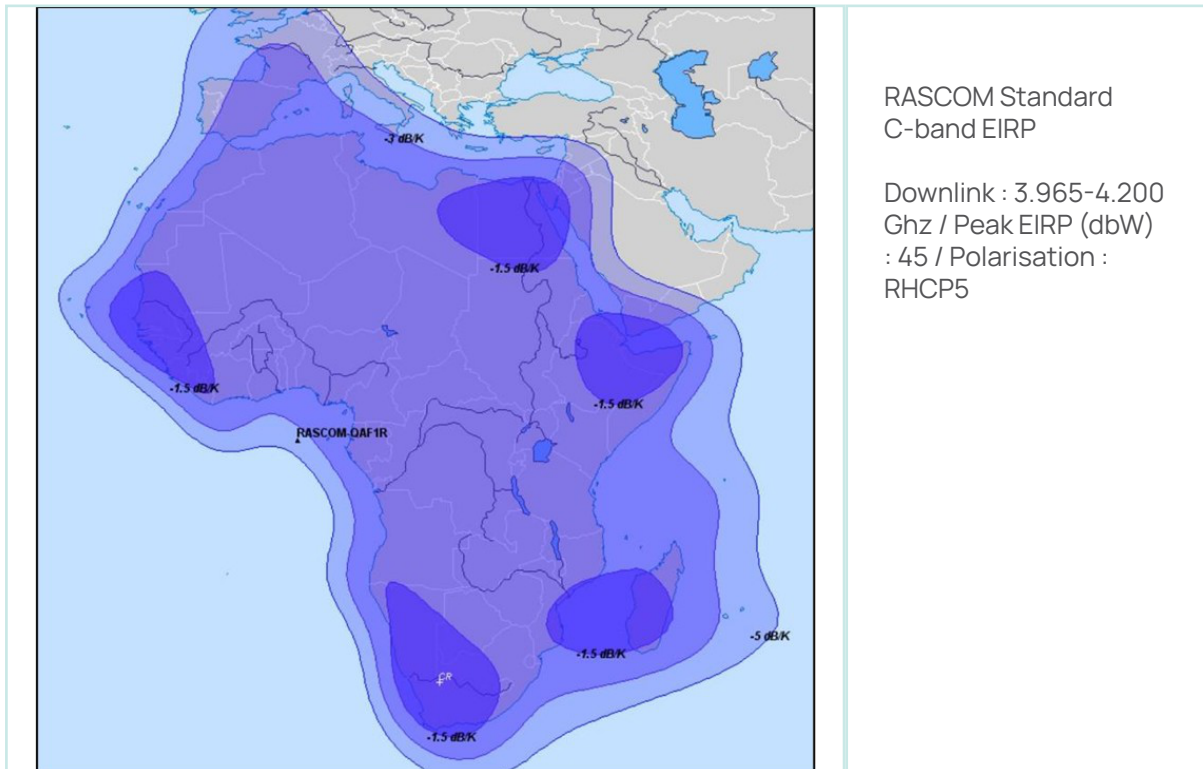 -3 dB/K
-1.5 dB/K
-1.5 dB/K
-1.5 dB/K
RASCOM-QAF1R
-5 dB/K
-1.5 dB/K
CR
-1.5 dB/K
RASCOM Standard
C-band EIRP
Downlink : 3.965-4.200
Ghz / Peak EIRP (dbW)
: 45 / Polarisation :
RHCP5